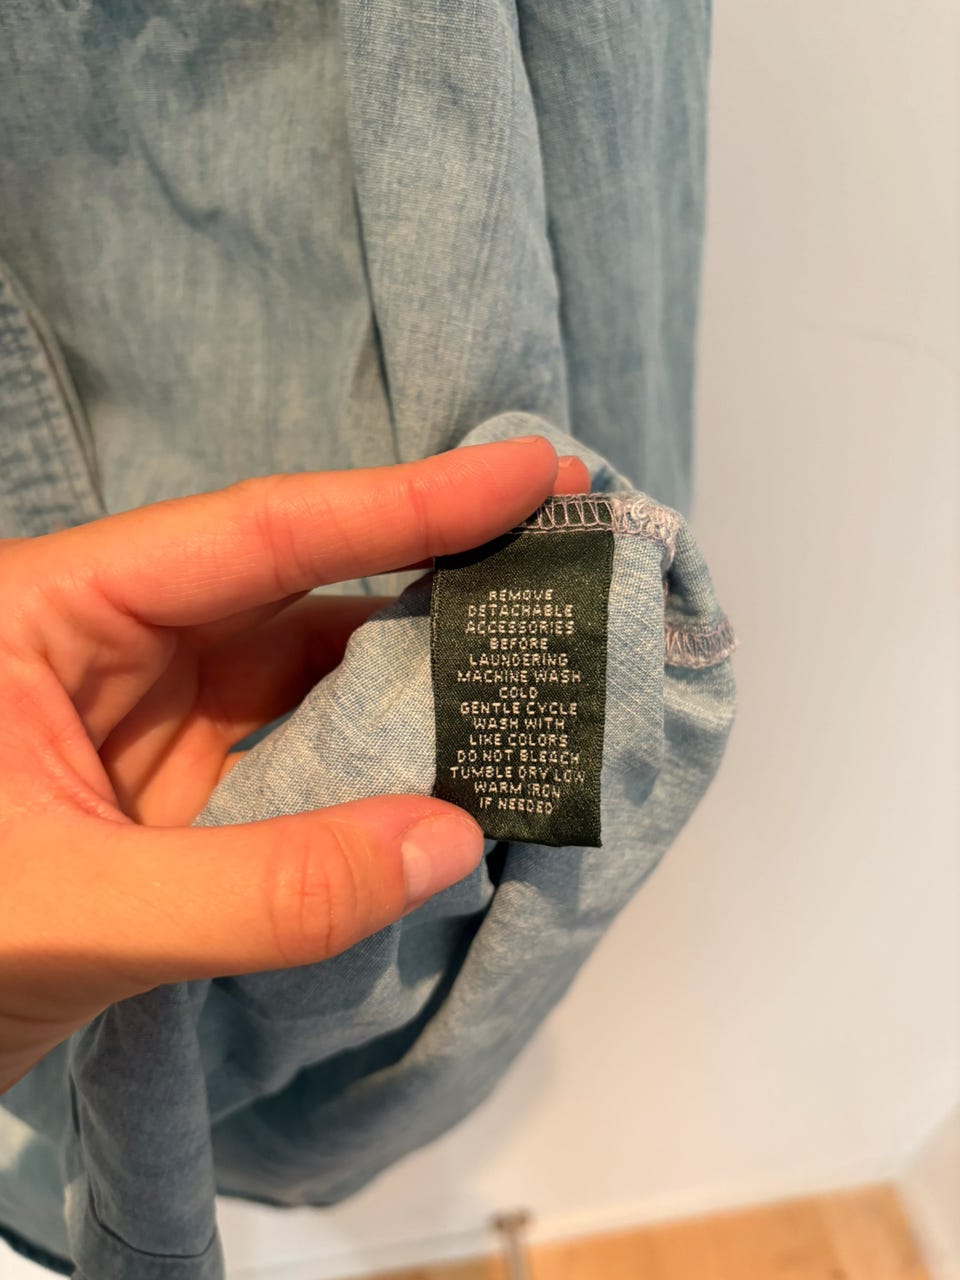 REMOVE
DETACHABLE
ACCESSORIES
BEFORE
LAUNDERING
MACHINE WASH
COLD
GENTLE CYCLE
WASH WITH
LIKE COLORS
DO NOT BLEACH
TUMBLE DRY LOW
WARM IRON
IF NEEDED